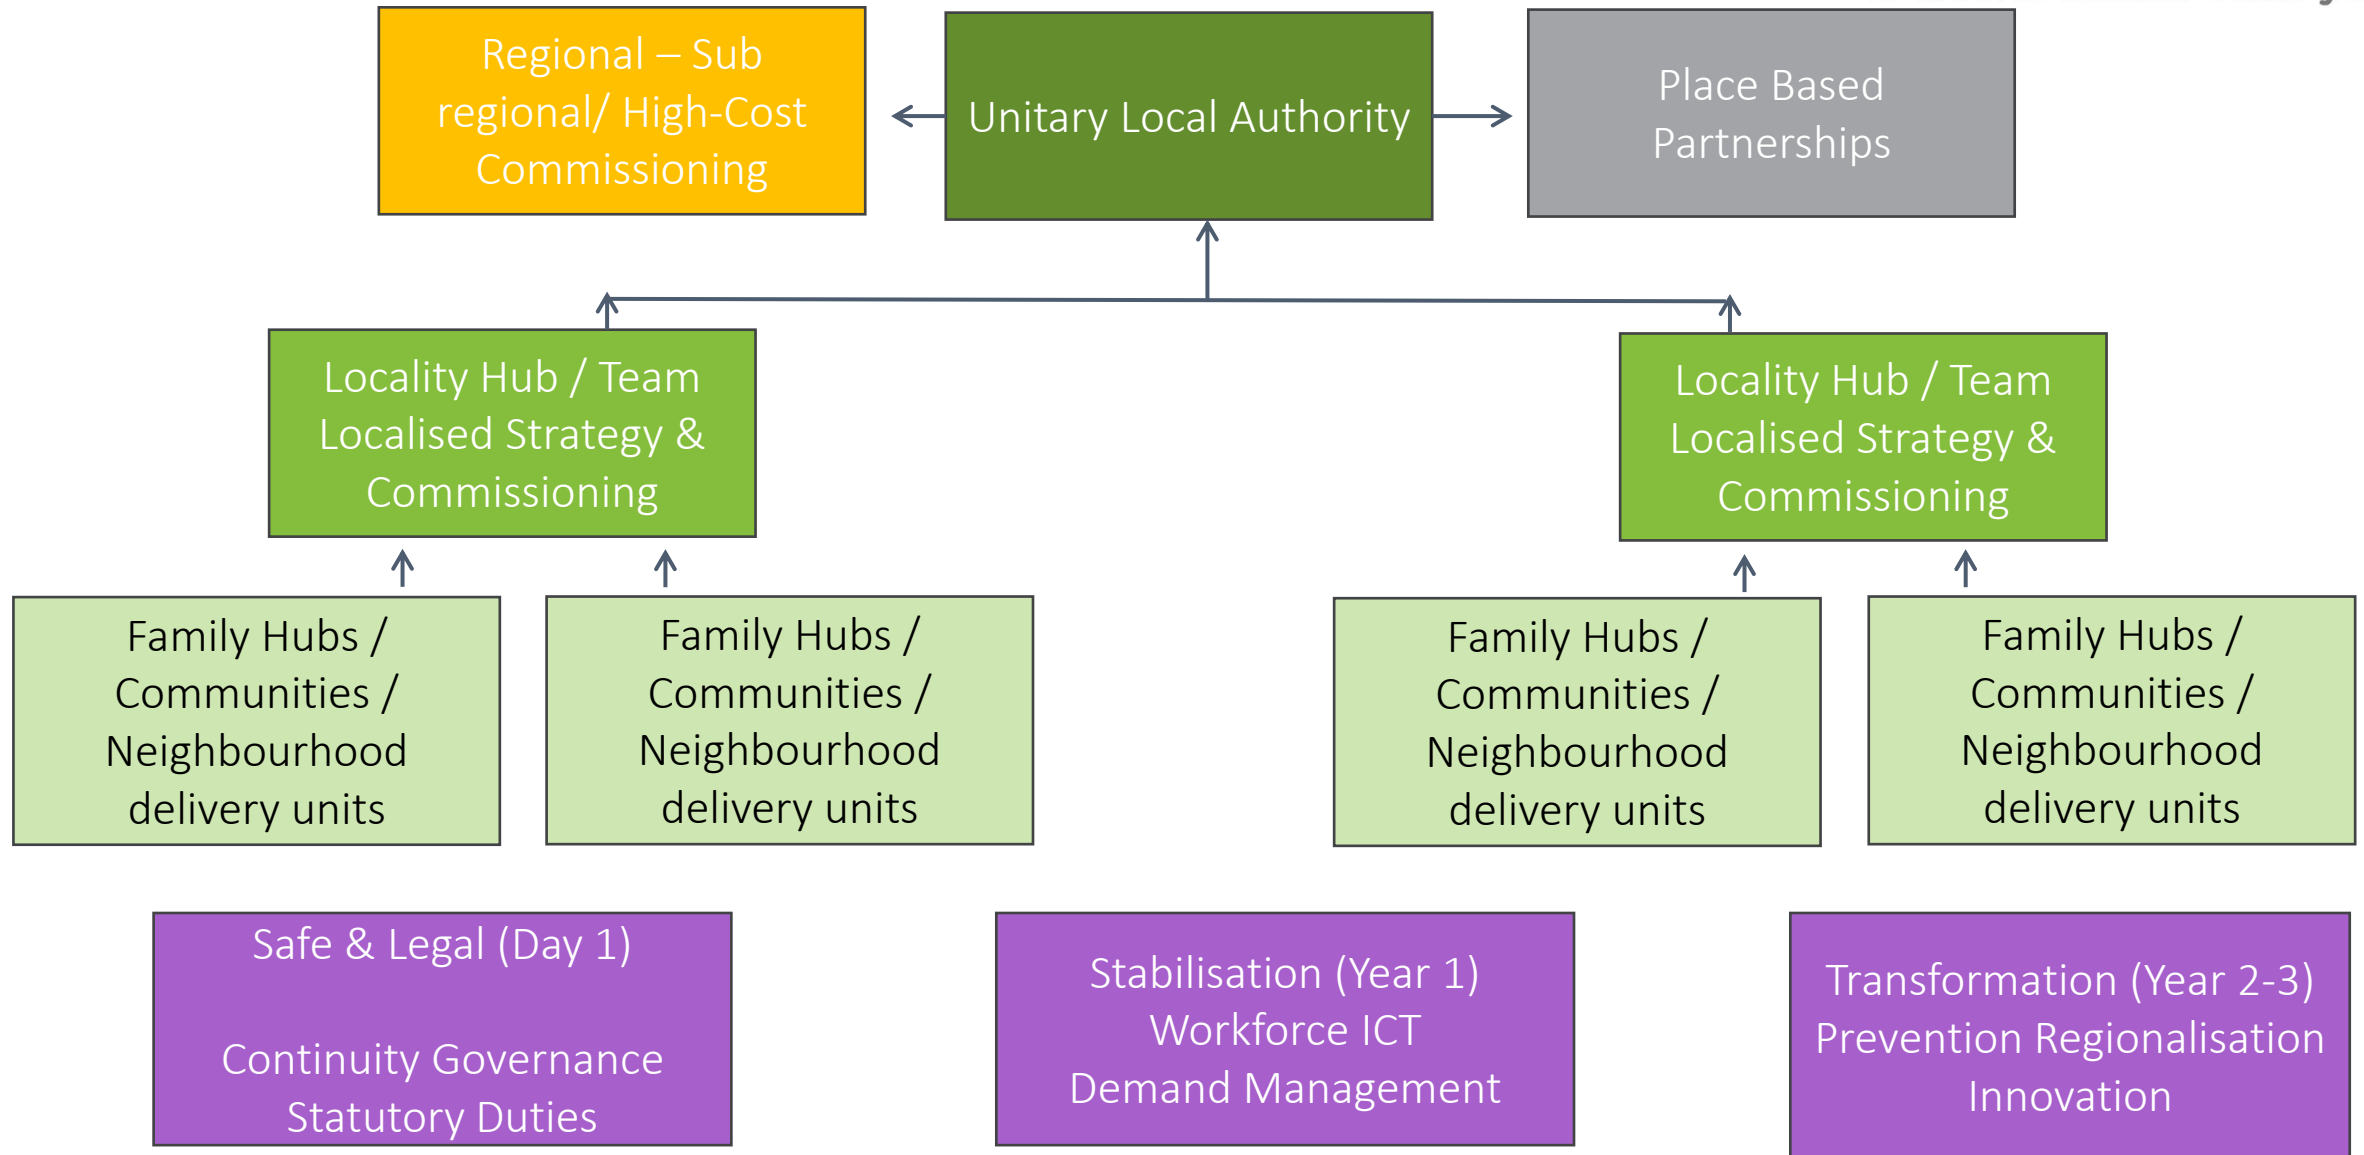 Regional – Sub
regional/ High-Cost
Commissioning
Unitary Local Authority
Place Based
Partnerships
Locality Hub / Team
Localised Strategy &
Commissioning
Locality Hub / Team
Localised Strategy &
Commissioning
Family Hubs /
Communities /
Neighbourhood
delivery units
Family Hubs /
Communities /
Neighbourhood
delivery units
Family Hubs /
Communities /
Neighbourhood
delivery units
Family Hubs /
Communities /
Neighbourhood
delivery units
Safe & Legal (Day 1)
Continuity Governance
Statutory Duties
Stabilisation (Year 1)
Workforce ICT
Demand Management
Transformation (Year 2-3)
Prevention Regionalisation
Innovation